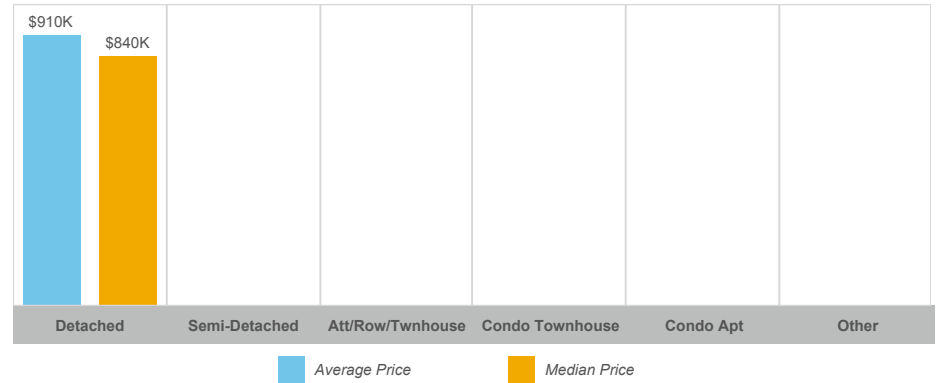 $910K
$840K
Detached
Semi-Detached
Att/Row/Twnhouse
Condo Townhouse
Condo Apt
Other
Average Price
Median Price